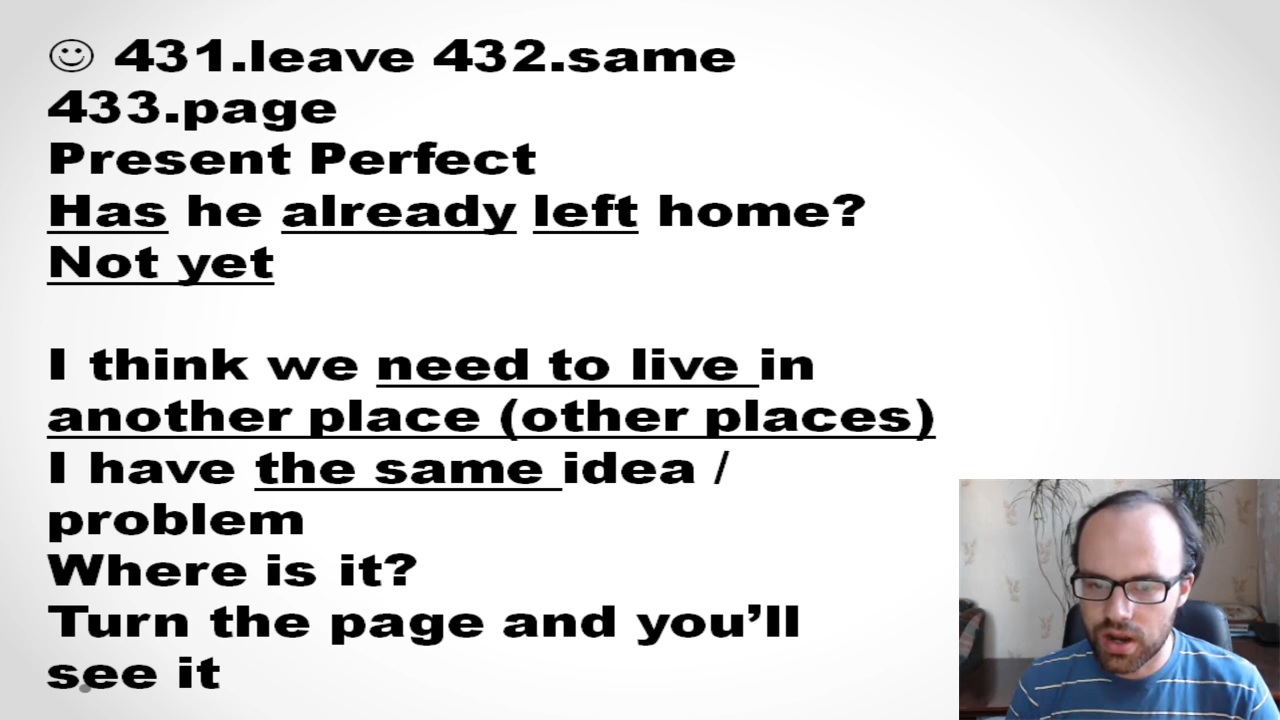 ☺ 431.leave 432.same
433.page
Present Perfect
Has he already left home?
Not yet
I think we need to live in
another place (other places)
I have the same idea /
problem
Where is it?
Turn the page and you’ll
see it